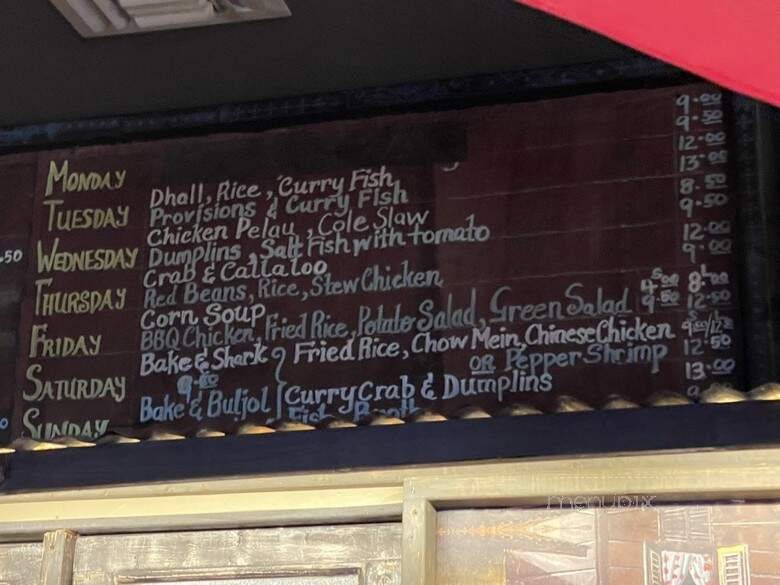 MONDAY
TUESDAY
WEDNESDAY
THURSDAY
FRIDAY
SATURDAY
SUNDAY
.50
Dhall, Rice, Curry Fish
Provisions & Curry Fish
Chicken Pelau, Cole Slaw
Dumplins, Salt Fish with tomato
Crab & Callaloo
Red Beans, Rice, Stew Chicken
Corn Soup
BBQ Chicken, Fried Rice, Potato Salad, Green Salad
Bake & Shark Fried Rice, Chow Mein, Chinese Chicken
9.50 OR Pepper Shrimp
Bake & Buljol Curry Crab & Dumplins
9.00
9.50
12.00
13.00
8.50
9.50
12.00
9.00
12.50
12.50
13.00
menupix